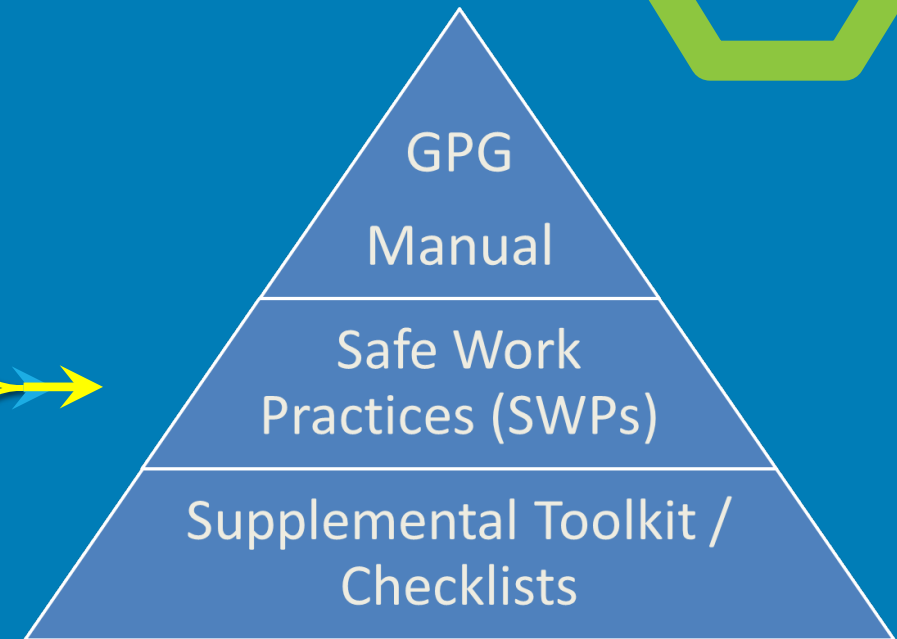 GPG
Manual
Safe Work
Practices (SWPs)
Supplemental Toolkit /
Checklists